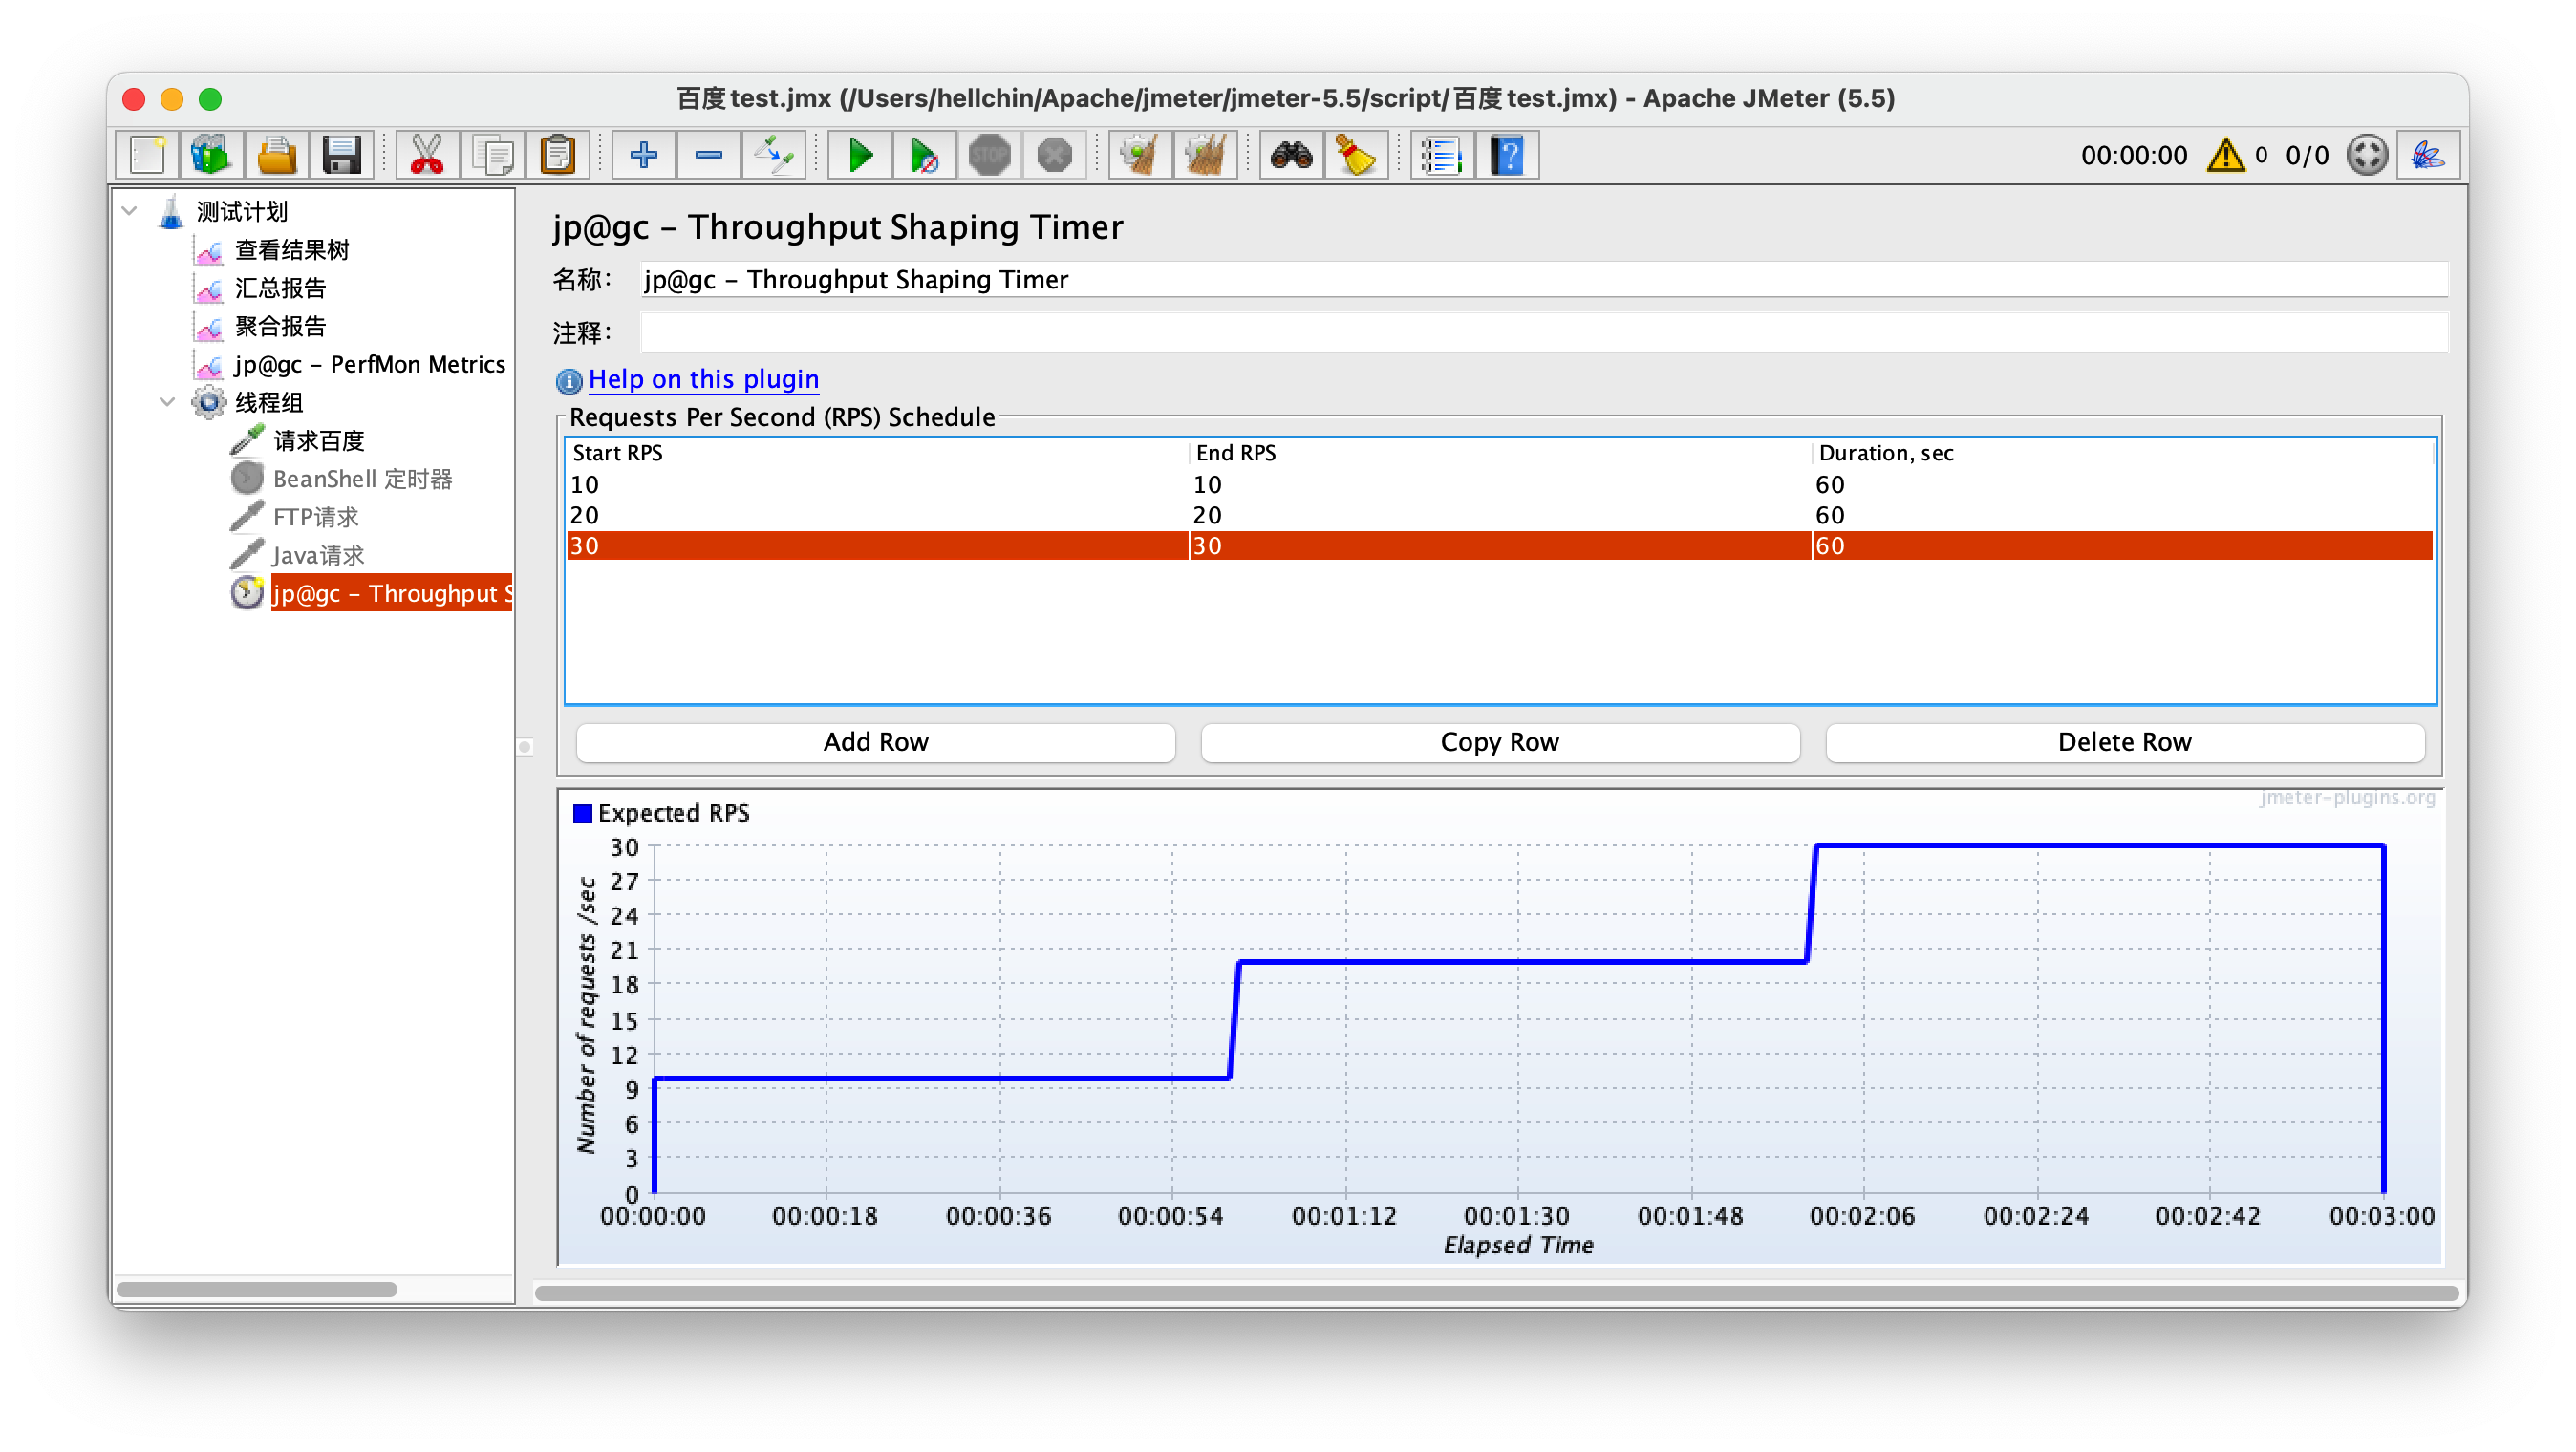 百度test.jmx (/Users/hellchin/Apache/jmeter/jmeter-5.5/script/百度test.jmx) - Apache JMeter (5.5)
STOP
00:00:00 0 0/0
测试计划
查看结果树
汇总报告
聚合报告
jp@gc - PerfMon Metrics
线程组
请求百度
BeanShell 定时器
FTP请求
Java请求
jp@gc - Throughput S
jp@gc - Throughput Shaping Timer
名称: jp@gc - Throughput Shaping Timer
注释:
Help on this plugin
Requests Per Second (RPS) Schedule
Start RPS End RPS Duration, sec
10 10 60
20 20 60
30 30 60
Add Row Copy Row Delete Row
jmeter-plugins.org
Expected RPS
30
27
24
21
18
15
12
9
6
3
0
Number of requests /sec
00:00:00 00:00:18 00:00:36 00:00:54 00:01:12 00:01:30 00:01:48 00:02:06 00:02:24 00:02:42 00:03:00
Elapsed Time